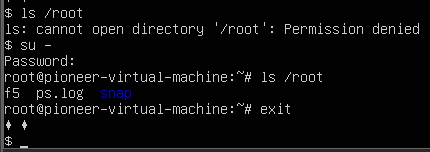 $ ls /root
ls: cannot open directory '/root': Permission denied
$ su -
Password:
root@pioneer-virtual-machine:~# ls /root
f5 ps.log snap
root@pioneer-virtual-machine:~# exit
♦ ♦
$ _